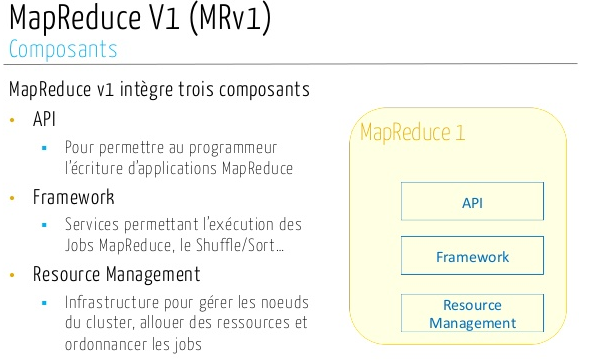 MapReduce V1 (MRv1)
Composants
MapReduce v1 intègre trois composants
• API
▪ Pour permettre au programmeur
l'écriture d'applications MapReduce
• Framework
▪ Services permettant l'exécution des
Jobs MapReduce, le Shuffle/Sort...
• Resource Management
▪ Infrastructure pour gérer les noeuds
du cluster, allouer des ressources et
ordonnancer les jobs
MapReduce 1
API
Framework
Resource
Management